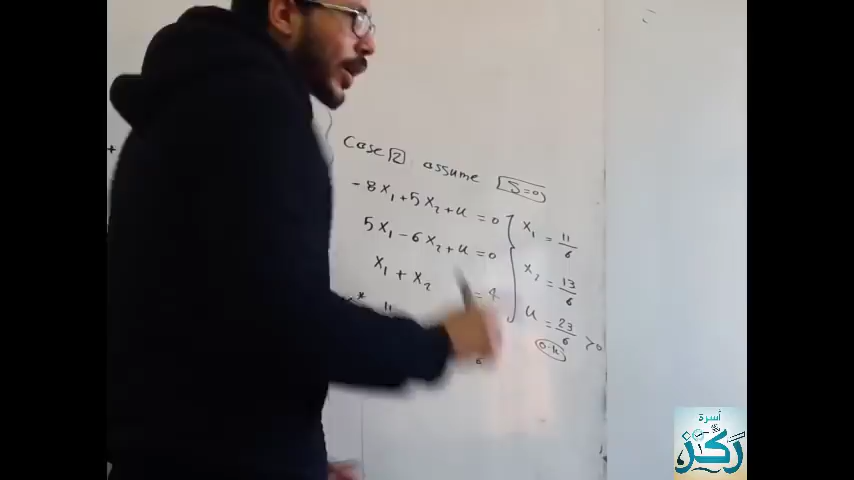 Case 2 assume S=0
-8x₁+5x₂+u=0
5x₁-6x₂+u=0
x₁+x₂ =4
x₁ = 11/6
x₂ = 13/6
u = 23/6 >0
o.k
أسرة
ركز